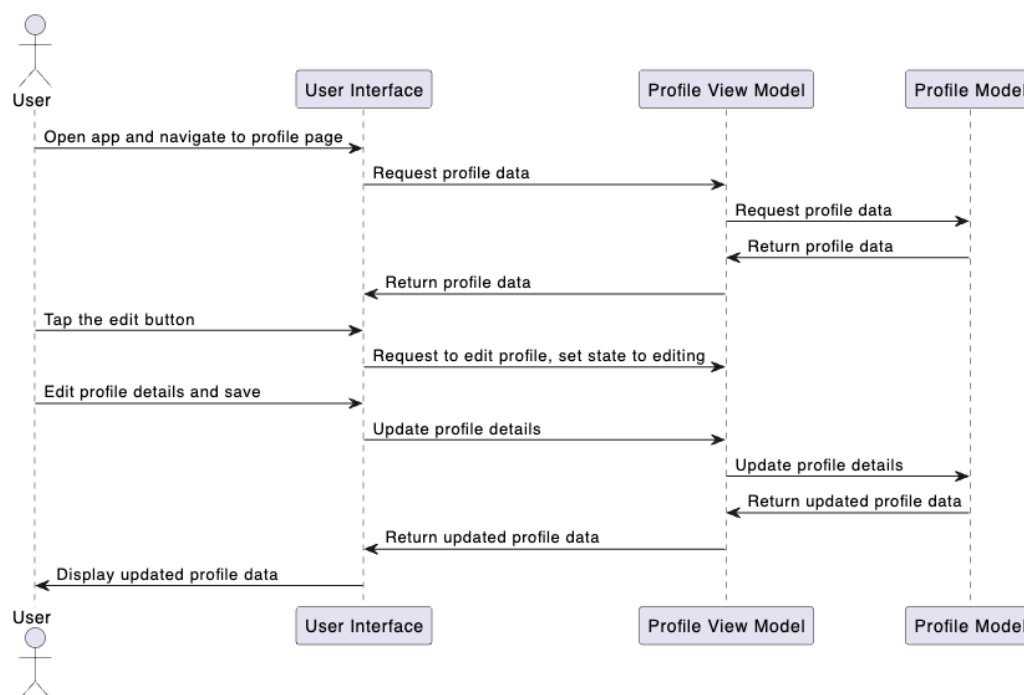 User
User Interface
Profile View Model
Profile Model
Open app and navigate to profile page
Request profile data
Request profile data
Return profile data
Return profile data
Tap the edit button
Request to edit profile, set state to editing
Edit profile details and save
Update profile details
Update profile details
Return updated profile data
Return updated profile data
Display updated profile data
User
User Interface
Profile View Model
Profile Model